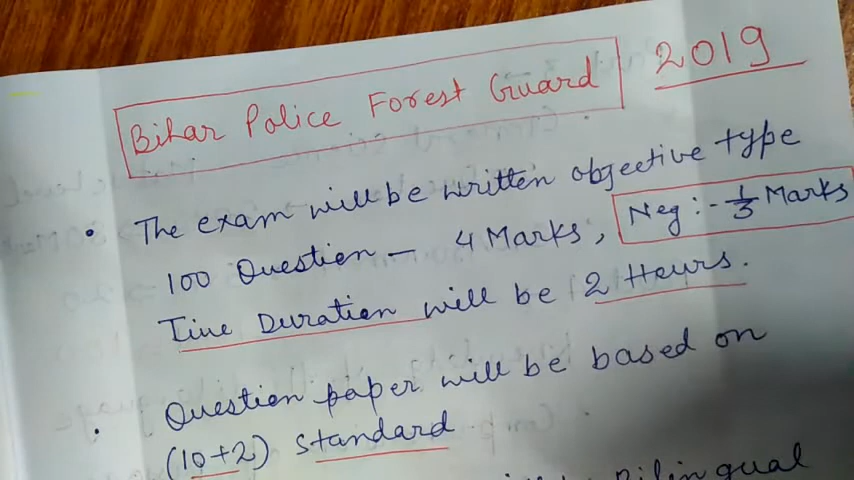 Bihar Police Forest Guard 2019
• The exam will be written objective type
100 Question - 4 Marks, Neg :- 1/3 Marks
Time Duration will be 2 Hours.
• Question paper will be based on
(10+2) standard
Bilingual